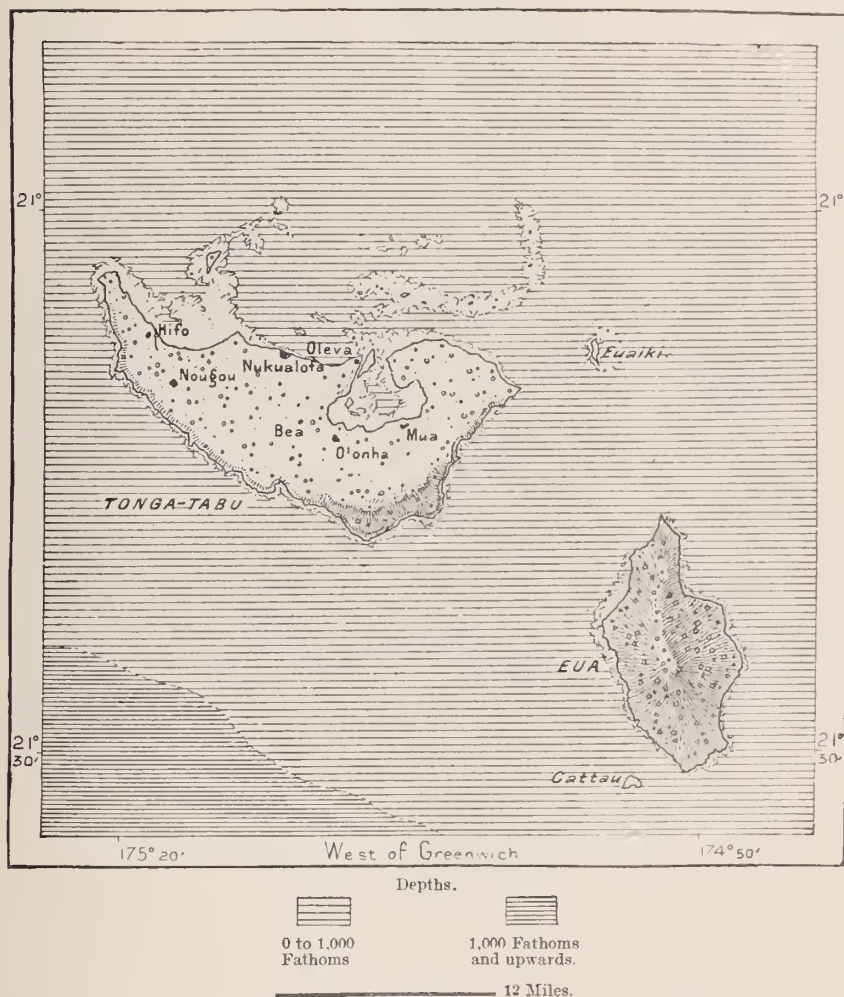 21° 21°
Hifo
Oleva
Nukualofa
Euaiki
Nougou
Bea
Mua
O'onha
TONGA-TABU
EUA
21° 30' 21° 30'
Cattau
175° 20' West of Greenwich 174° 50'
Depths.
0 to 1,000 Fathoms
1,000 Fathoms and upwards.
12 Miles.